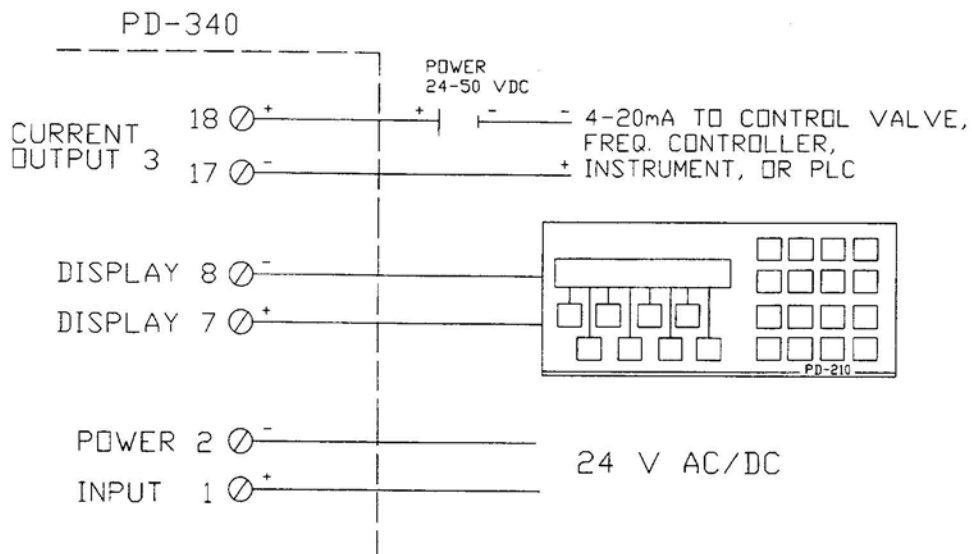 PD-340
POWER
24-50 VDC
CURRENT
OUTPUT 3
18 + + - - 4-20mA TO CONTROL VALVE,
FREQ. CONTROLLER,
17 - + INSTRUMENT, OR PLC
DISPLAY 8 -
DISPLAY 7 +
PD-210
POWER 2 -
INPUT 1 +
24 V AC/DC